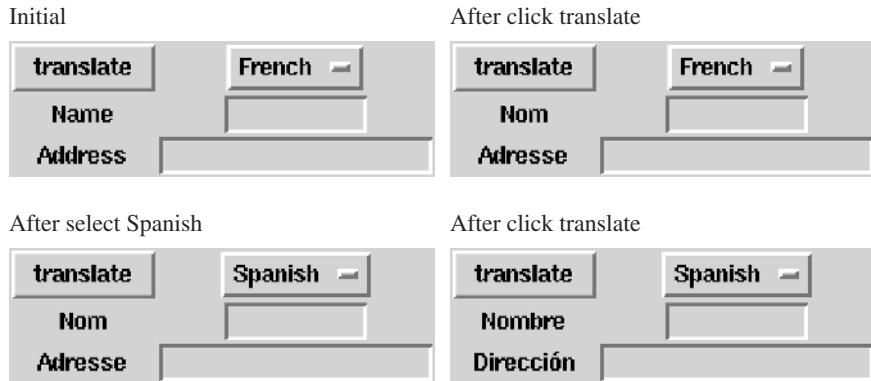 Initial
translate French
Name
Address
After click translate
translate French
Nom
Adresse
After select Spanish
translate Spanish
Nom
Adresse
After click translate
translate Spanish
Nombre
Dirección